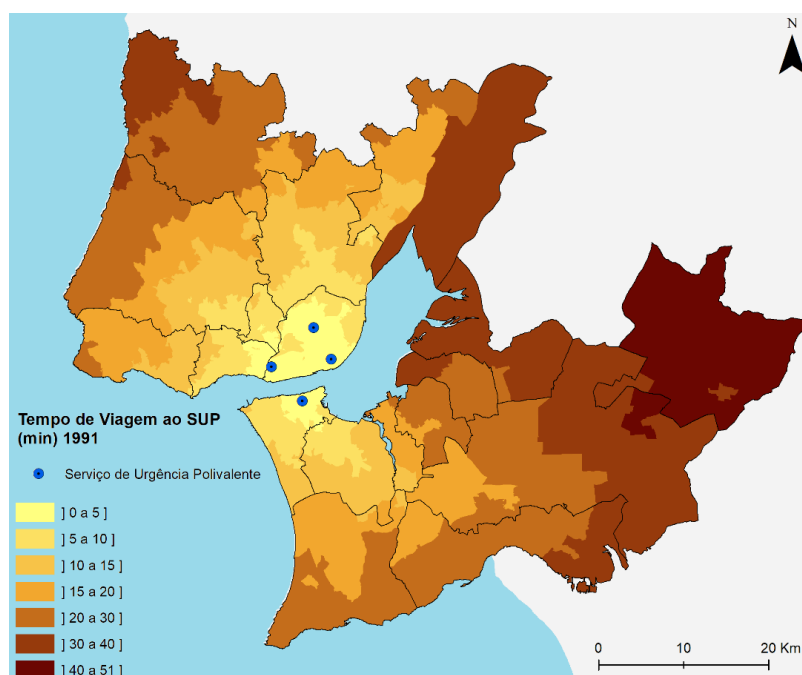 N
Tempo de Viagem ao SUP
(min) 1991
Serviço de Urgência Polivalente
] 0 a 5 ]
] 5 a 10 ]
] 10 a 15 ]
] 15 a 20 ]
] 20 a 30 ]
] 30 a 40 ]
] 40 a 51 ]
0 10 20 Km